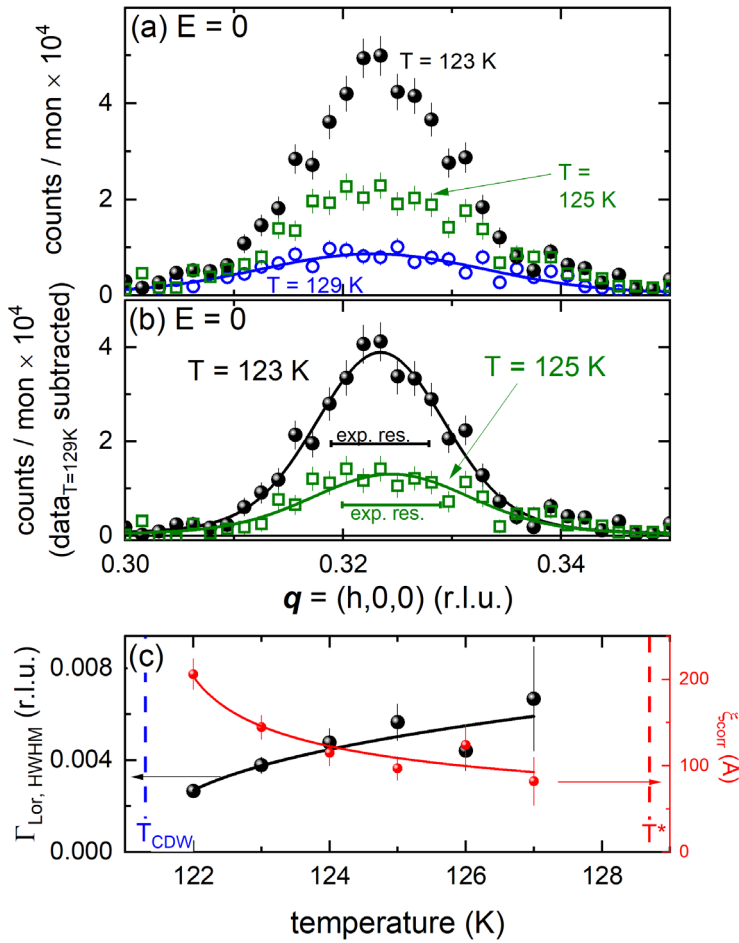 (a) E = 0
T = 123 K
T =
125 K
T = 129 K
counts / mon × 10⁴
0
2
4
(b) E = 0
T = 123 K
T = 125 K
exp. res.
exp. res.
counts / mon × 10⁴
(data_T=129K subtracted)
0
2
4
0.30
0.32
0.34
q = (h,0,0) (r.l.u.)
(c)
0.008
0.004
0.000
Γ_Lor, HWHM (r.l.u.)
T_CDW
T*
200
100
0
ξ_corr (Å)
122
124
126
128
temperature (K)